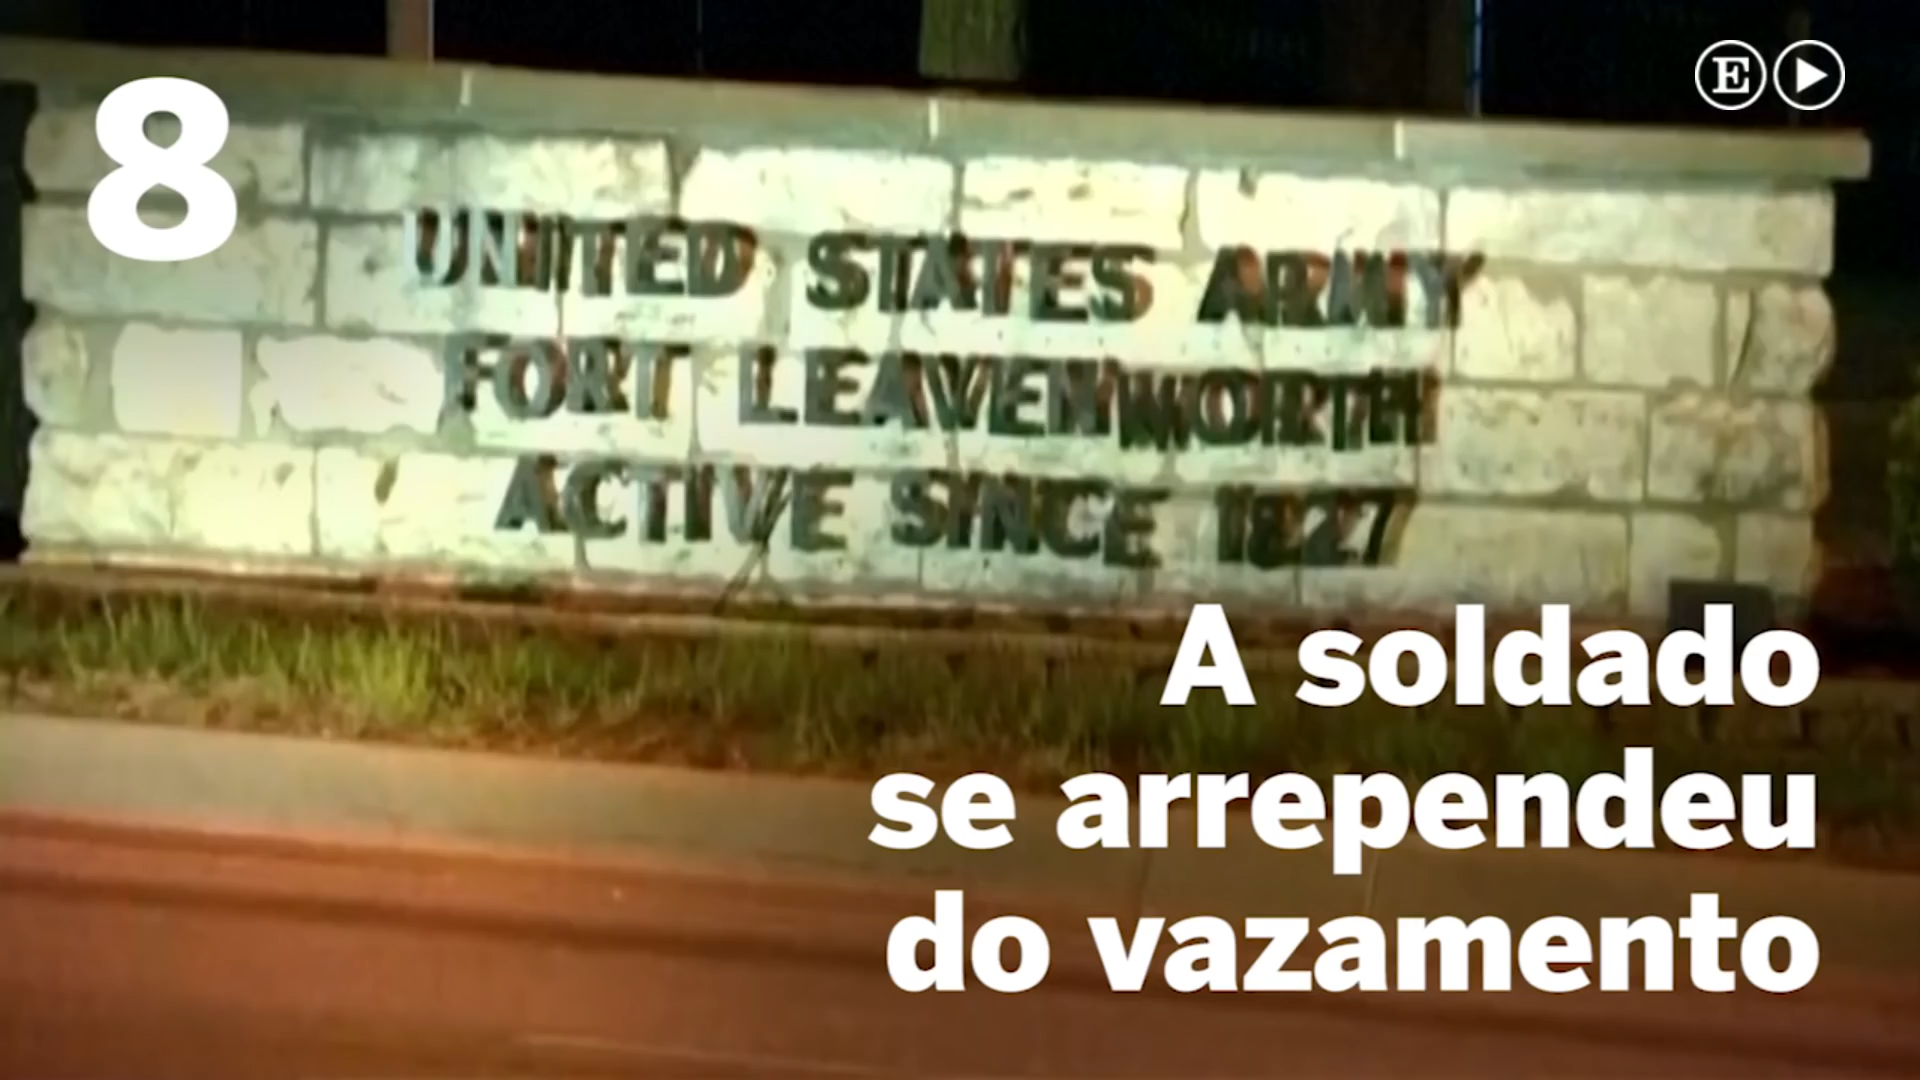 8
E
UNITED STATES ARMY
FORT LEAVENWORTH
ACTIVE SINCE 1827
A soldado
se arrependeu
do vazamento